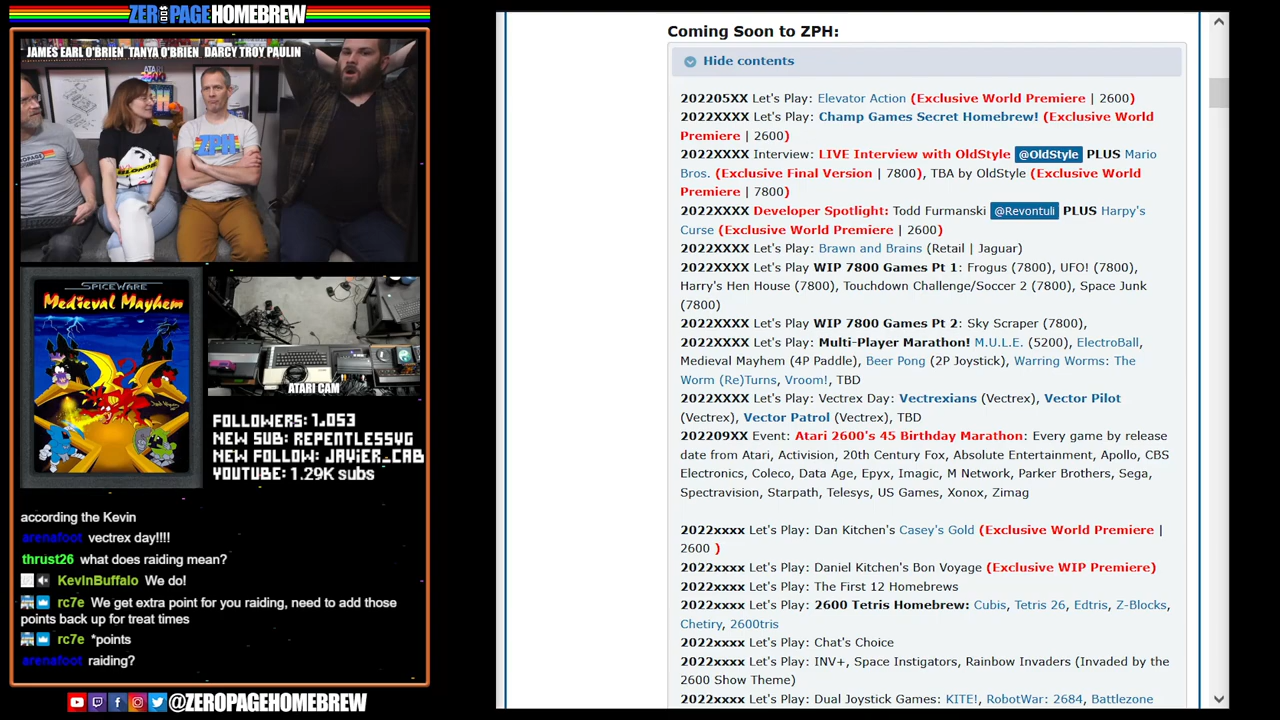 ZEROPAGEHOMEBREW
JAMES EARL O'BRIEN TANYA O'BRIEN DARCY TROY PAULIN
ZPH
SPICEWARE
Medieval Mayhem
ATARI CAM
FOLLOWERS: 1,053
NEW SUB: REPENTLESSVG
NEW FOLLOW: JAVIER_CAB
YOUTUBE: 1.29K subs
according the Kevin
arenafoot vectrex day!!!!
thrust26 what does raiding mean?
KevInBuffalo We do!
rc7e We get extra point for you raiding, need to add those
points back up for treat times
rc7e *points
arenafoot raiding?
@ZEROPAGEHOMEBREW
Coming Soon to ZPH:
Hide contents
202205XX Let's Play: Elevator Action (Exclusive World Premiere | 2600)
2022XXXX Let's Play: Champ Games Secret Homebrew! (Exclusive World
Premiere | 2600)
2022XXXX Interview: LIVE Interview with OldStyle @OldStyle PLUS Mario
Bros. (Exclusive Final Version | 7800), TBA by OldStyle (Exclusive World
Premiere | 7800)
2022XXXX Developer Spotlight: Todd Furmanski @Revontuli PLUS Harpy's
Curse (Exclusive World Premiere | 2600)
2022XXXX Let's Play: Brawn and Brains (Retail | Jaguar)
2022XXXX Let's Play WIP 7800 Games Pt 1: Frogus (7800), UFO! (7800),
Harry's Hen House (7800), Touchdown Challenge/Soccer 2 (7800), Space Junk
(7800)
2022XXXX Let's Play WIP 7800 Games Pt 2: Sky Scraper (7800),
2022XXXX Let's Play: Multi-Player Marathon! M.U.L.E. (5200), ElectroBall,
Medieval Mayhem (4P Paddle), Beer Pong (2P Joystick), Warring Worms: The
Worm (Re)Turns, Vroom!, TBD
2022XXXX Let's Play: Vectrex Day: Vectrexians (Vectrex), Vector Pilot
(Vectrex), Vector Patrol (Vectrex), TBD
202209XX Event: Atari 2600's 45 Birthday Marathon: Every game by release
date from Atari, Activision, 20th Century Fox, Absolute Entertainment, Apollo, CBS
Electronics, Coleco, Data Age, Epyx, Imagic, M Network, Parker Brothers, Sega,
Spectravision, Starpath, Telesys, US Games, Xonox, Zimag
2022xxxx Let's Play: Dan Kitchen's Casey's Gold (Exclusive World Premiere |
2600 )
2022xxxx Let's Play: Daniel Kitchen's Bon Voyage (Exclusive WIP Premiere)
2022xxxx Let's Play: The First 12 Homebrews
2022xxxx Let's Play: 2600 Tetris Homebrew: Cubis, Tetris 26, Edtris, Z-Blocks,
Chetiry, 2600tris
2022xxxx Let's Play: Chat's Choice
2022xxxx Let's Play: INV+, Space Instigators, Rainbow Invaders (Invaded by the
2600 Show Theme)
2022xxxx Let's Play: Dual Joystick Games: KITE!, RobotWar: 2684, Battlezone